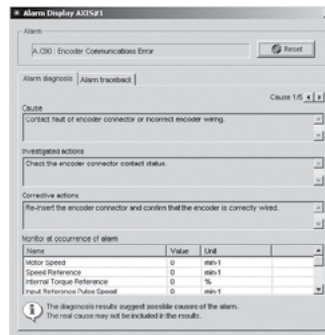 Alarm Display AXIS#1
Alarm
A.C90 : Encoder Communications Error
Reset
Alarm diagnosis
Alarm traceback
Cause 1/5
Cause
Contact fault of encoder connector or incorrect encoder wiring.
Investigated actions
Check the encoder connector contact status.
Corrective actions
Re-insert the encoder connector and confirm that the encoder is correctly wired.
Monitor at occurrence of alarm
Name Value Unit
Motor Speed 0 min-1
Speed Reference 0 min-1
Internal Torque Reference 0 %
Input Reference Pulse Speed 0 min-1
The diagnosis results suggest possible causes of the alarm.
The real cause may not be included in the results.